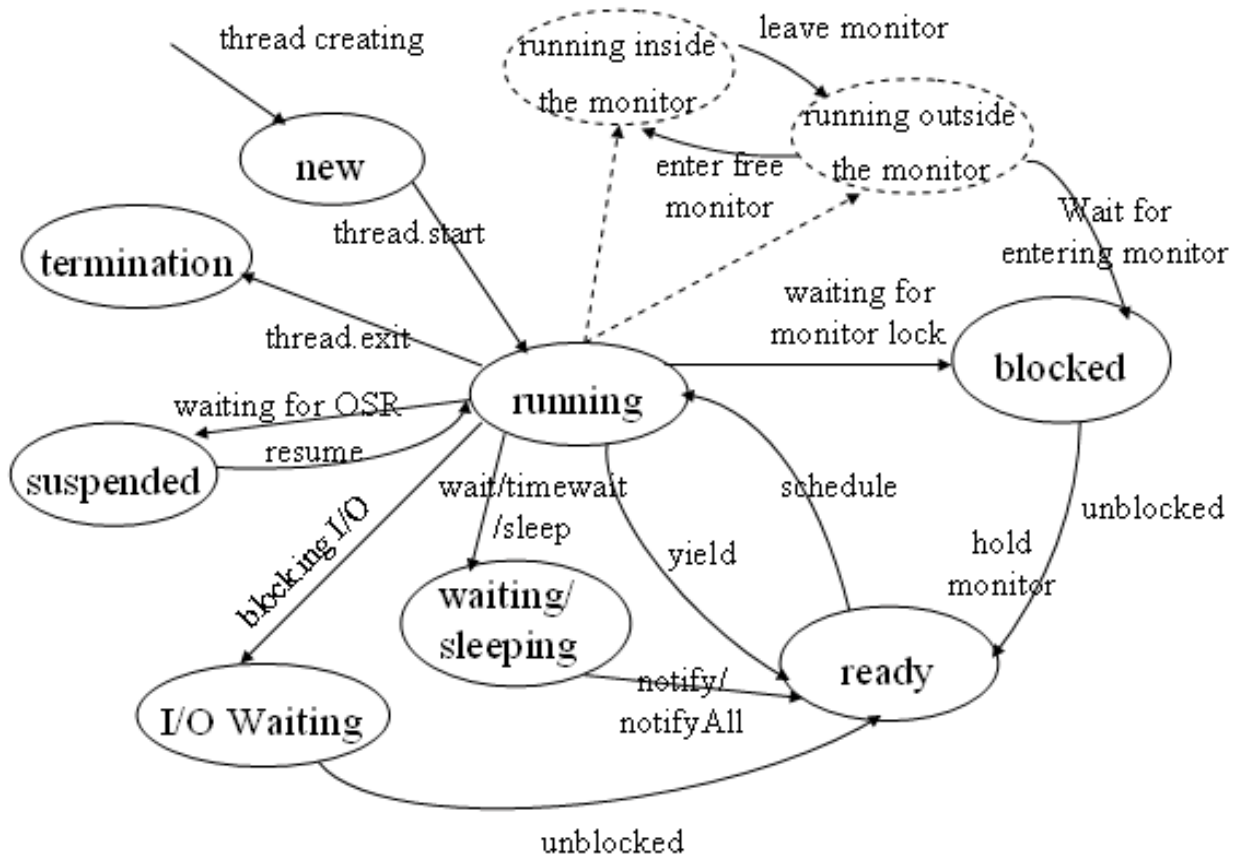 thread creating
running inside
the monitor
leave monitor
running outside
the monitor
enter free
monitor
new
thread.start
Wait for
entering monitor
termination
thread.exit
waiting for
monitor lock
blocked
running
waiting for OSR
resume
suspended
wait/timewait
/sleep
schedule
unblocked
blocking I/O
yield
hold
monitor
waiting/
sleeping
ready
notify/
notifyAll
I/O Waiting
unblocked